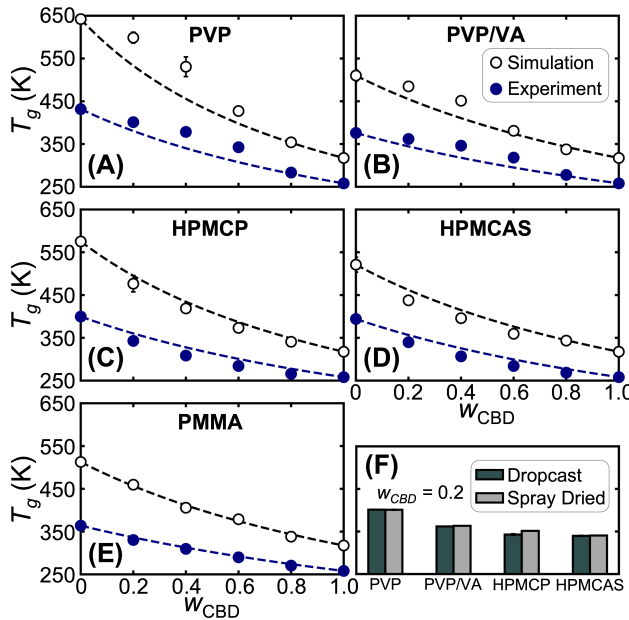 650
PVP
PVP/VA
550
Simulation
Experiment
450
T_g (K)
350
(A)
(B)
250
650
HPMCP
HPMCAS
550
450
T_g (K)
350
(C)
(D)
250
0 0.2 0.4 0.6 0.8 1.0
w_CBD
650
PMMA
550
(F)
Dropcast
Spray Dried
w_CBD = 0.2
450
T_g (K)
350
(E)
250
PVP PVP/VA HPMCP HPMCAS
0 0.2 0.4 0.6 0.8 1.0
w_CBD